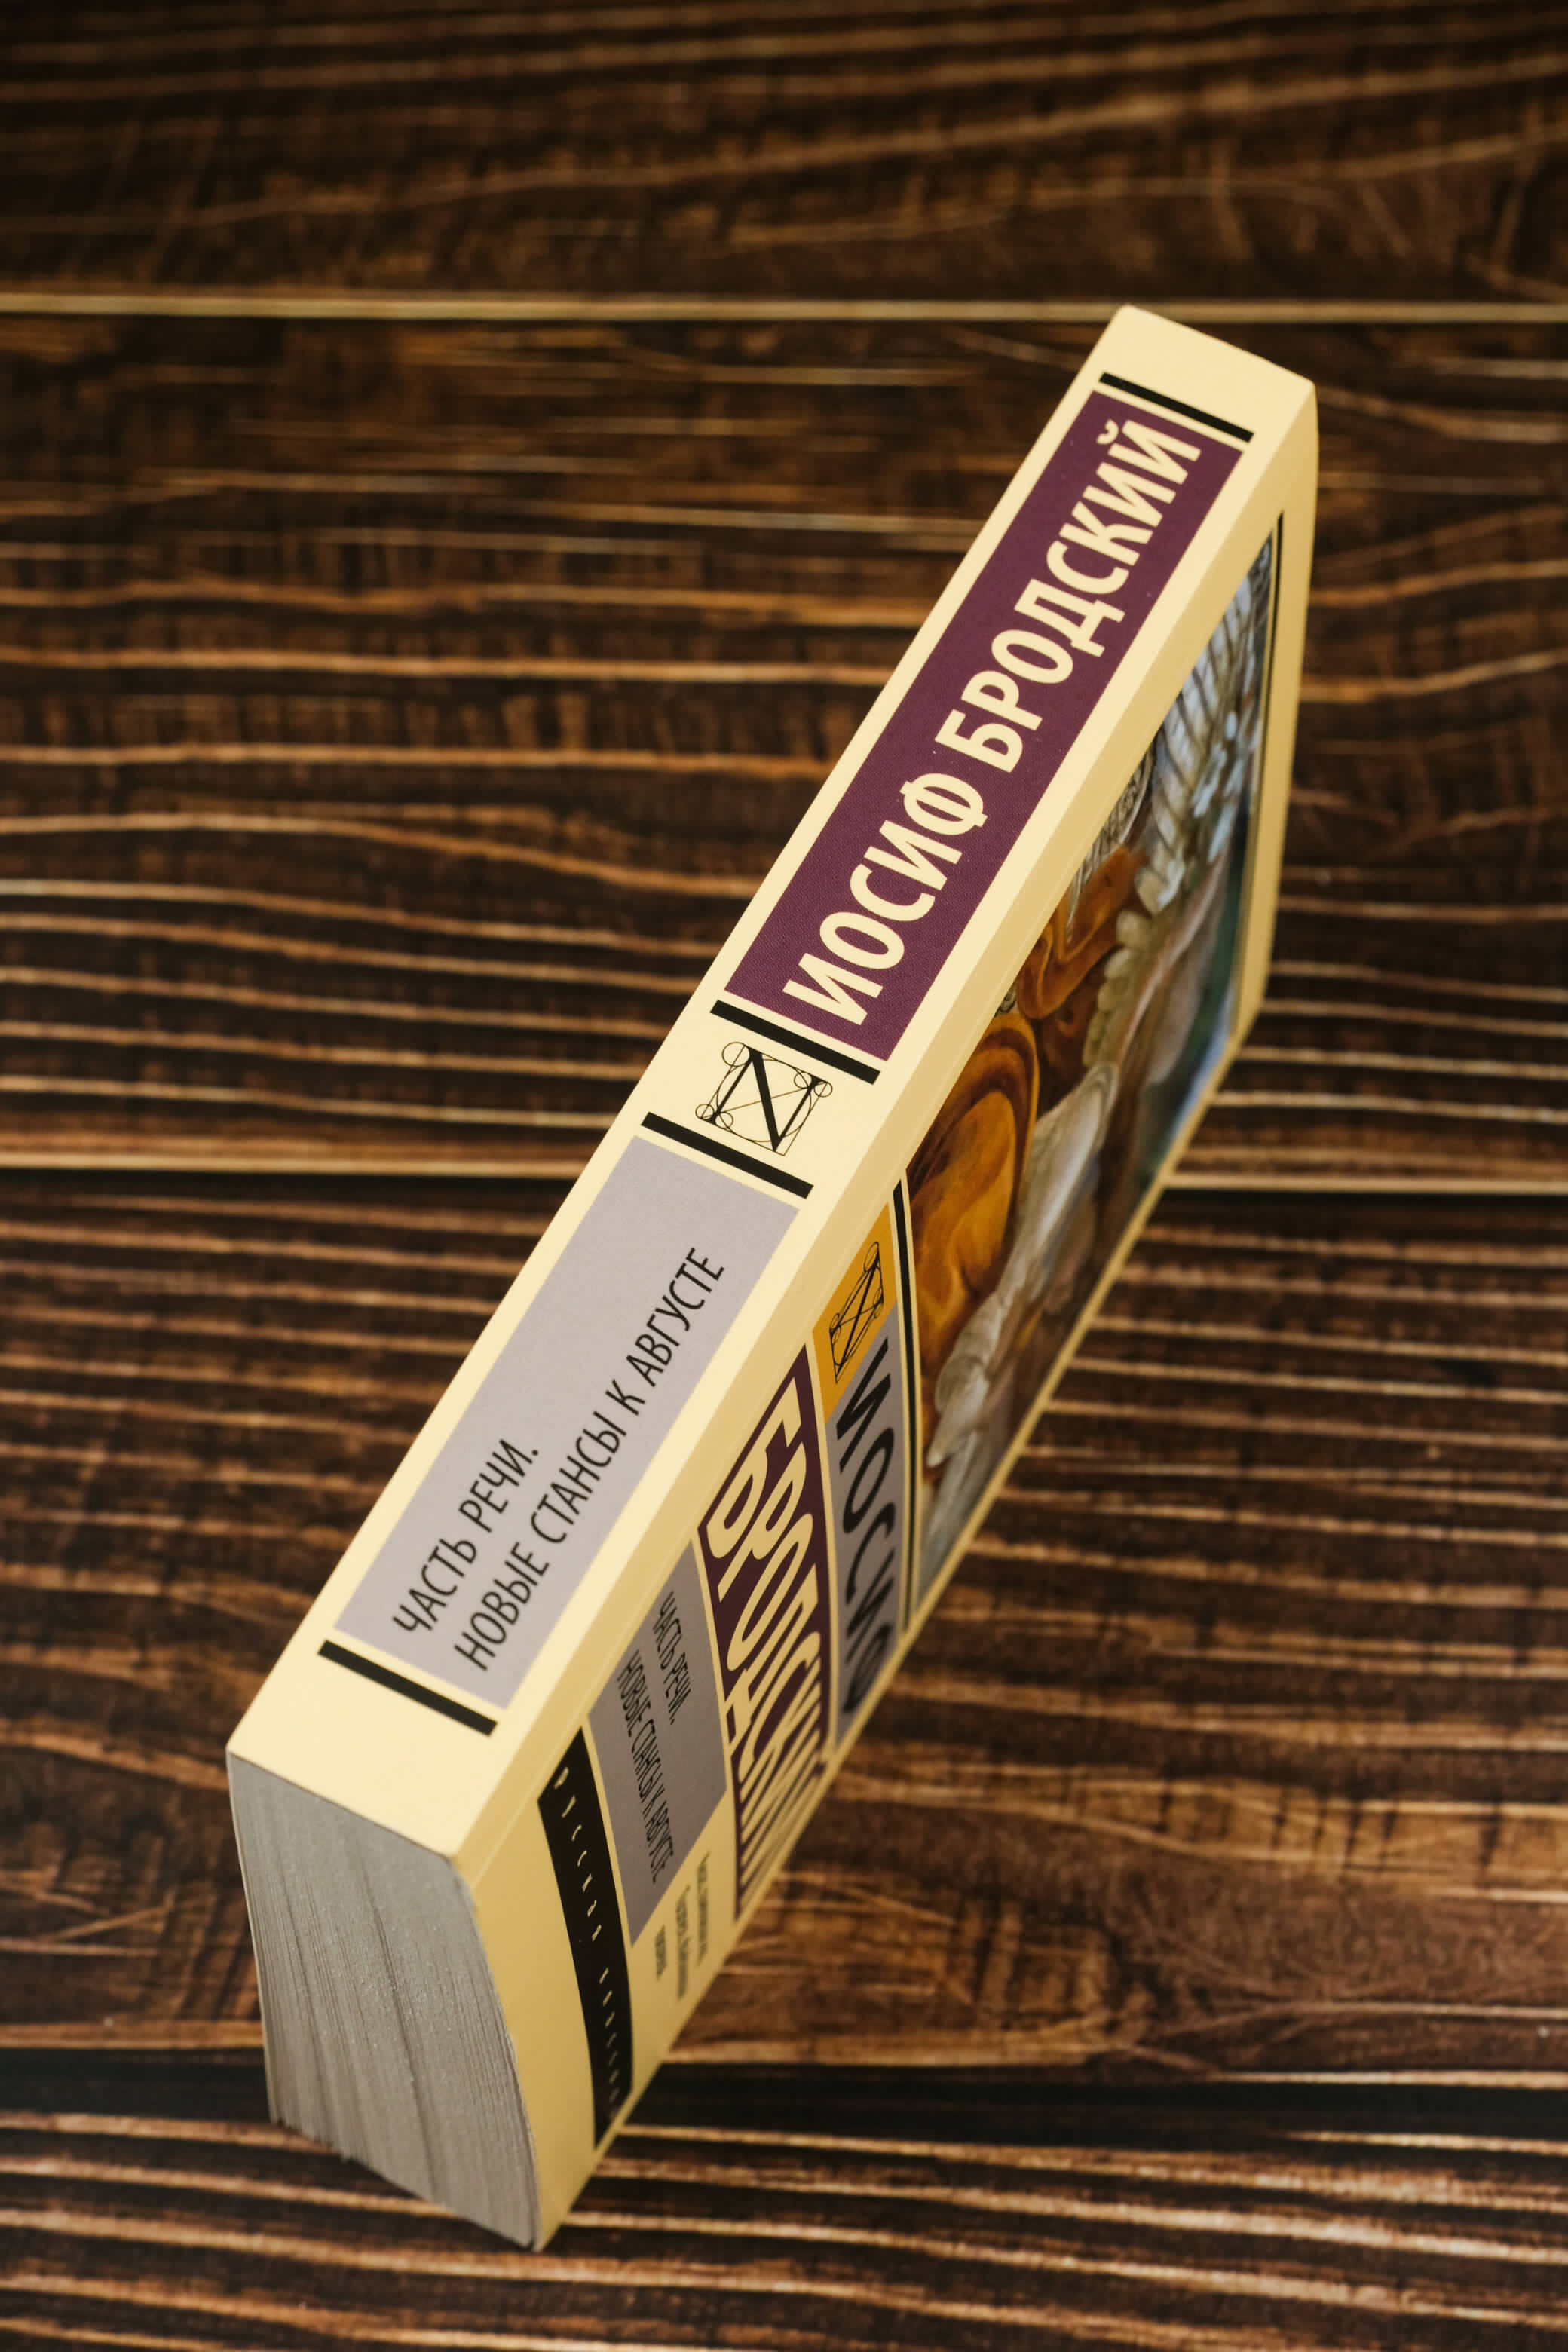 ИОСИФ БРОДСКИЙ
ЧАСТЬ РЕЧИ.
НОВЫЕ СТАНСЫ К АВГУСТЕ
ИОСИФ
БРОДСКИЙ
ЧАСТЬ РЕЧИ.
НОВЫЕ СТАНСЫ К АВГУСТЕ